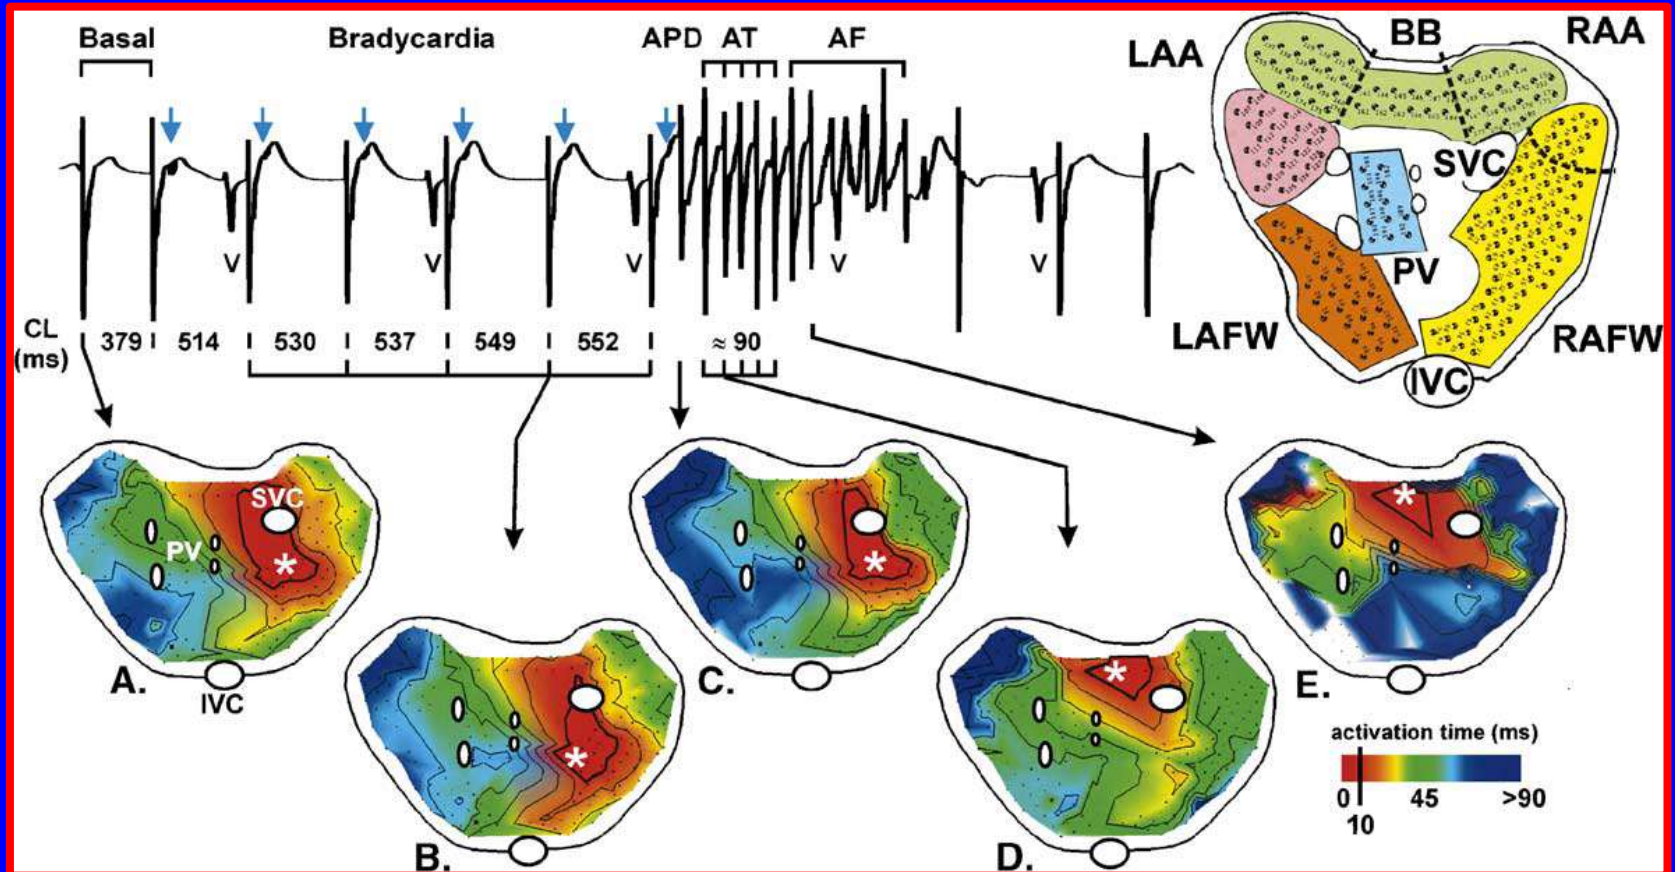 Basal
Bradycardia
APD
AT
AF
V
V
V
V
V
CL
(ms)
379
514
530
537
549
552
≈ 90
LAA
BB
RAA
SVC
PV
LAFW
RAFW
IVC
SVC
PV
A.
IVC
B.
C.
D.
E.
activation time (ms)
0
45
>90
10